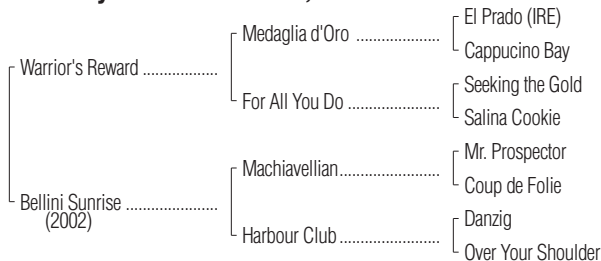 Warrior's Reward ..................
Bellini Sunrise .....................
(2002)
Medaglia d'Oro ...................
For All You Do .....................
Machiavellian.......................
Harbour Club .......................
El Prado (IRE)
Cappucino Bay
Seeking the Gold
Salina Cookie
Mr. Prospector
Coup de Folie
Danzig
Over Your Shoulder